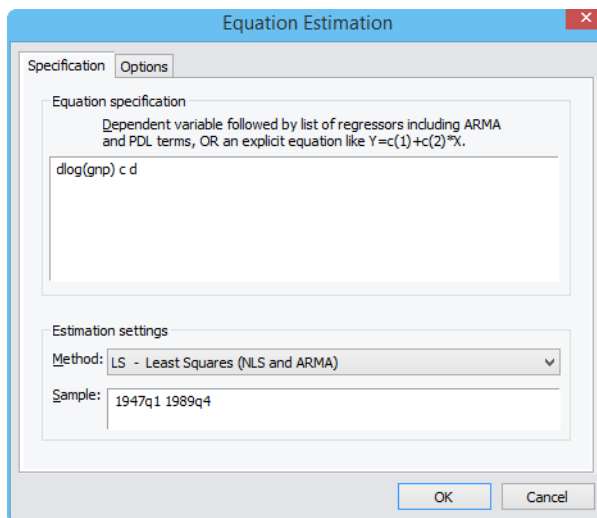 Equation Estimation
Specification
Options
Equation specification
Dependent variable followed by list of regressors including ARMA
and PDL terms, OR an explicit equation like Y=c(1)+c(2)*X.
dlog(gnp) c d
Estimation settings
Method: LS - Least Squares (NLS and ARMA)
Sample: 1947q1 1989q4
OK Cancel